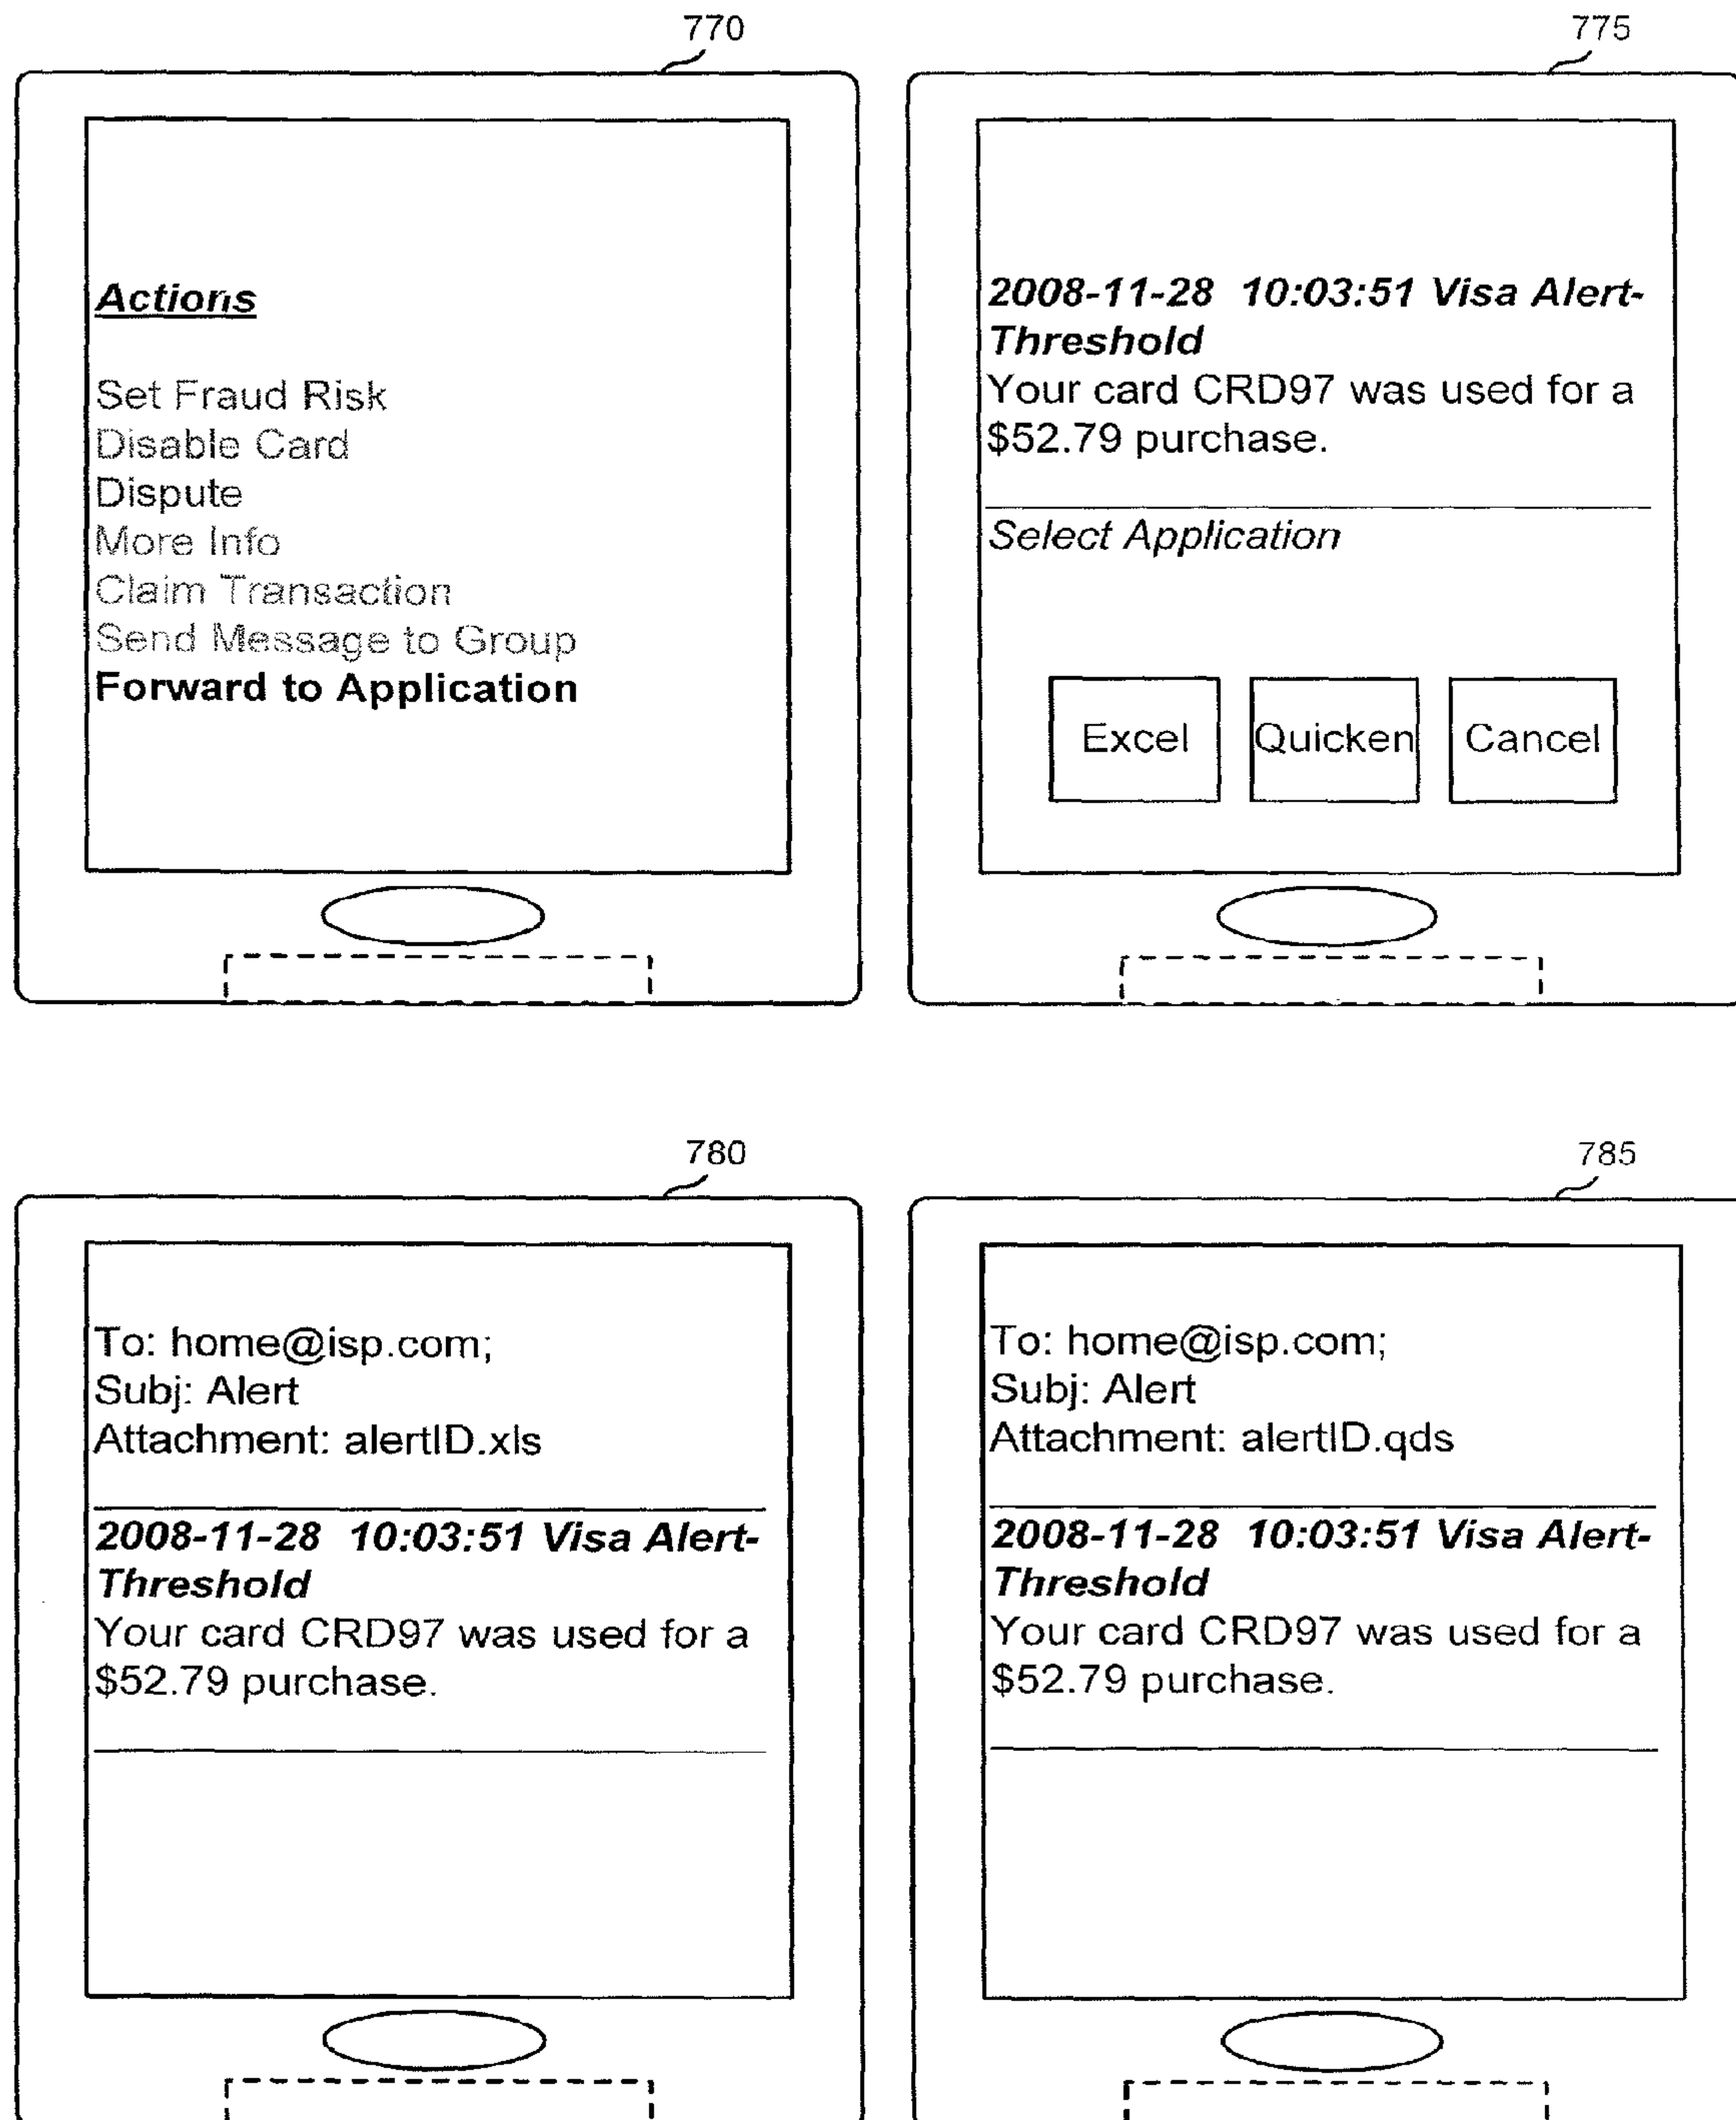 770
Actions
Set Fraud Risk
Disable Card
Dispute
More Info
Claim Transaction
Send Message to Group
Forward to Application
775
2008-11-28 10:03:51 Visa Alert-
Threshold
Your card CRD97 was used for a
$52.79 purchase.
Select Application
Excel
Quicken
Cancel
780
To: home@isp.com;
Subj: Alert
Attachment: alertID.xls
2008-11-28 10:03:51 Visa Alert-
Threshold
Your card CRD97 was used for a
$52.79 purchase.
785
To: home@isp.com;
Subj: Alert
Attachment: alertID.qds
2008-11-28 10:03:51 Visa Alert-
Threshold
Your card CRD97 was used for a
$52.79 purchase.